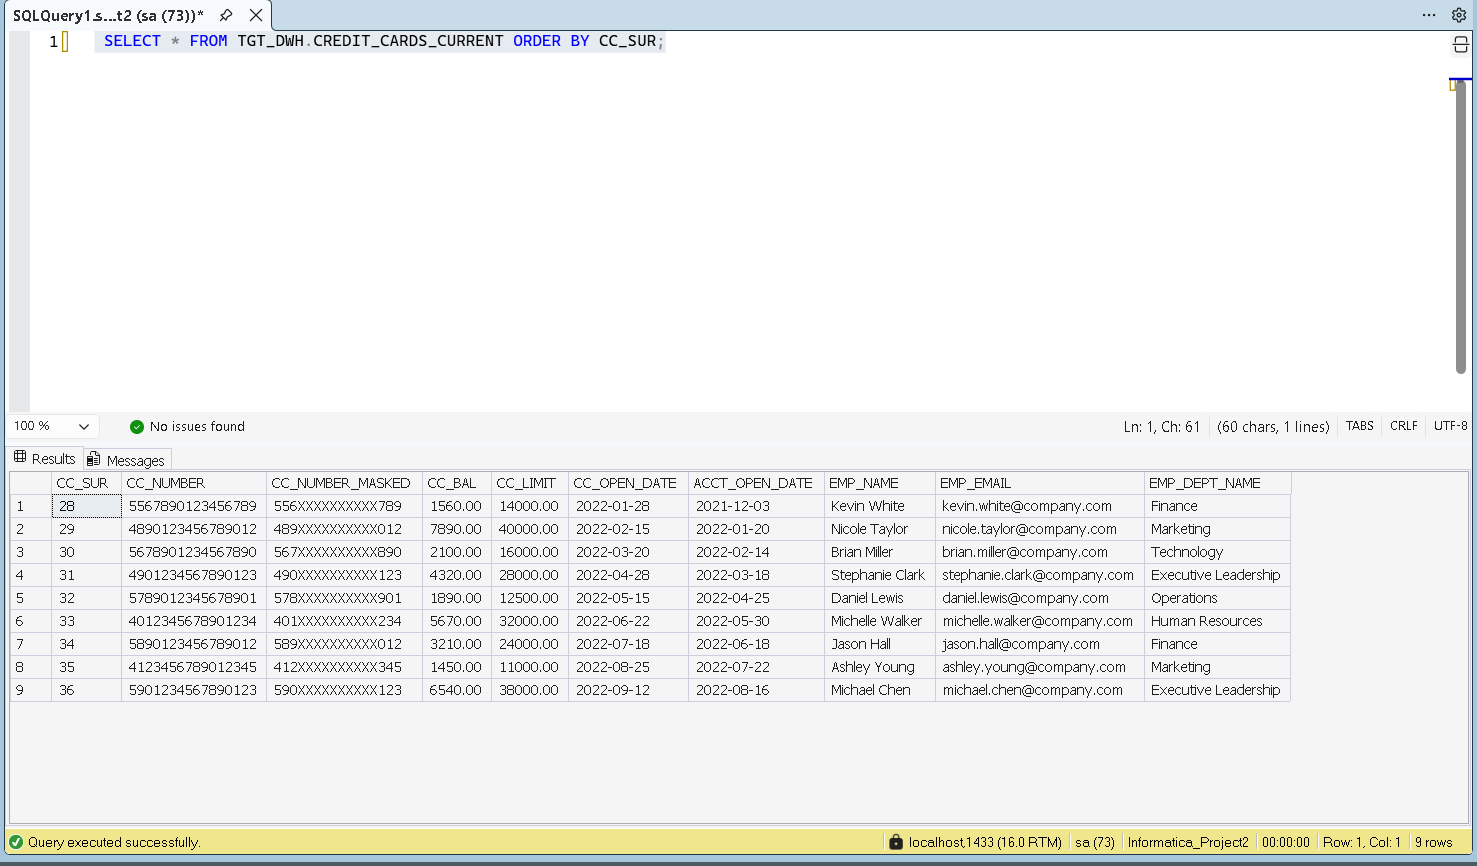 SQLQuery1.s...t2 (sa (73))*
1 SELECT * FROM TGT_DWH.CREDIT_CARDS_CURRENT ORDER BY CC_SUR;
100 % No issues found Ln: 1, Ch: 61 (60 chars, 1 lines) TABS CRLF UTF-8
Results Messages
CC_SUR CC_NUMBER CC_NUMBER_MASKED CC_BAL CC_LIMIT CC_OPEN_DATE ACCT_OPEN_DATE EMP_NAME EMP_EMAIL EMP_DEPT_NAME
1 28 5567890123456789 556XXXXXXXXXX789 1560.00 14000.00 2022-01-28 2021-12-03 Kevin White kevin.white@company.com Finance
2 29 4890123456789012 489XXXXXXXXXX012 7890.00 40000.00 2022-02-15 2022-01-20 Nicole Taylor nicole.taylor@company.com Marketing
3 30 5678901234567890 567XXXXXXXXXX890 2100.00 16000.00 2022-03-20 2022-02-14 Brian Miller brian.miller@company.com Technology
4 31 4901234567890123 490XXXXXXXXXX123 4320.00 28000.00 2022-04-28 2022-03-18 Stephanie Clark stephanie.clark@company.com Executive Leadership
5 32 5789012345678901 578XXXXXXXXXX901 1890.00 12500.00 2022-05-15 2022-04-25 Daniel Lewis daniel.lewis@company.com Operations
6 33 4012345678901234 401XXXXXXXXXX234 5670.00 32000.00 2022-06-22 2022-05-30 Michelle Walker michelle.walker@company.com Human Resources
7 34 5890123456789012 589XXXXXXXXXX012 3210.00 24000.00 2022-07-18 2022-06-18 Jason Hall jason.hall@company.com Finance
8 35 4123456789012345 412XXXXXXXXXX345 1450.00 11000.00 2022-08-25 2022-07-22 Ashley Young ashley.young@company.com Marketing
9 36 5901234567890123 590XXXXXXXXXX123 6540.00 38000.00 2022-09-12 2022-08-16 Michael Chen michael.chen@company.com Executive Leadership
Query executed successfully. localhost,1433 (16.0 RTM) sa (73) Informatica_Project2 00:00:00 Row: 1, Col: 1 9 rows